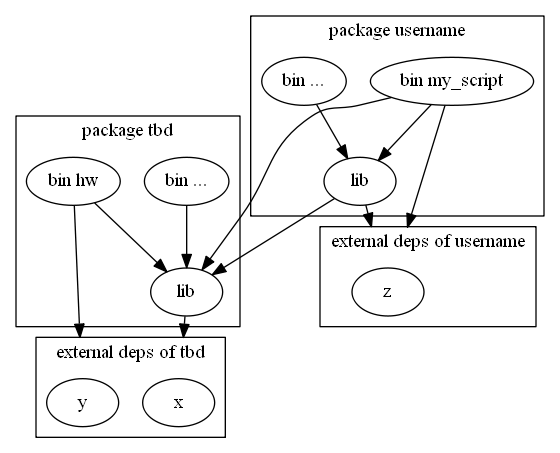 package username
bin ...
bin my_script
package tbd
bin hw
bin ...
lib
external deps of username
lib
z
external deps of tbd
y
x